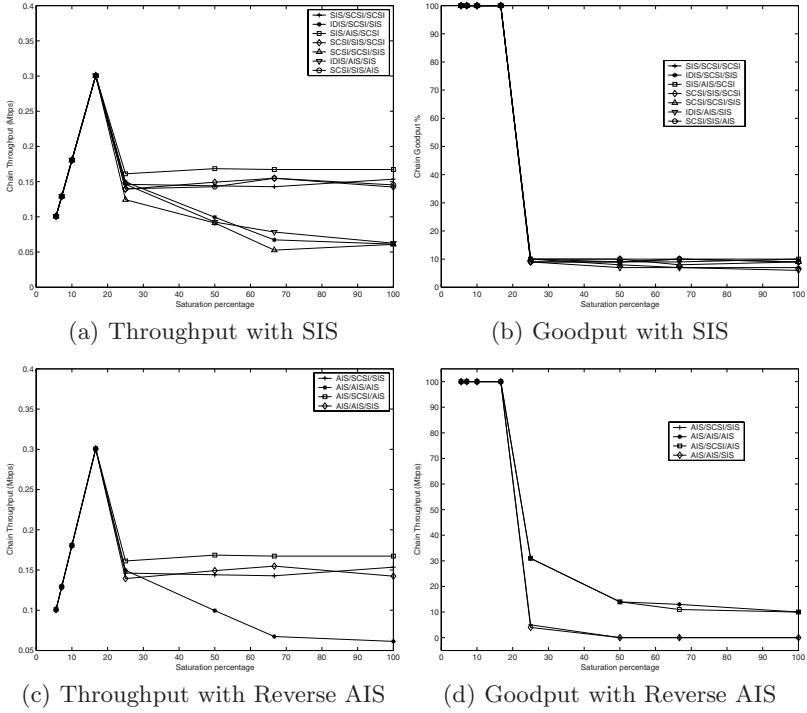 0.4
0.3
0.2
0.15
0.1
0.05
0
Chain Throughput (Mbps)
SIS/SCSI/SCSI
IDIS/SCSI/SIS
SIS/AIS/SCSI
SCSI/SIS/SCSI
SCSI/SCSI/SIS
IDIS/AIS/SIS
SCSI/SIS/AIS
0 10 20 30 40 50 60 70 80 90 100
Saturation percentage
(a) Throughput with SIS
100
90
80
70
60
50
40
30
20
10
0
Chain Goodput %
SIS/SCSI/SCSI
IDIS/SCSI/SIS
SIS/AIS/SCSI
SCSI/SIS/SCSI
SCSI/SCSI/SIS
IDIS/AIS/SIS
SCSI/SIS/AIS
0 10 20 30 40 50 60 70 80 90 100
Saturation percentage
(b) Goodput with SIS
0.4
0.3
0.2
0.15
0.1
0.05
Chain Throughput (Mbps)
AIS/SCSI/SIS
AIS/AIS/AIS
AIS/SCSI/AIS
AIS/AIS/SIS
0 10 20 30 40 50 60 70 80 90 100
Saturation percentage
(c) Throughput with Reverse AIS
100
90
80
70
60
50
40
30
20
10
0
Chain Throughput (Mbps)
AIS/SCSI/SIS
AIS/AIS/AIS
AIS/SCSI/AIS
AIS/AIS/SIS
0 10 20 30 40 50 60 70 80 90 100
Saturation percentage
(d) Goodput with Reverse AIS